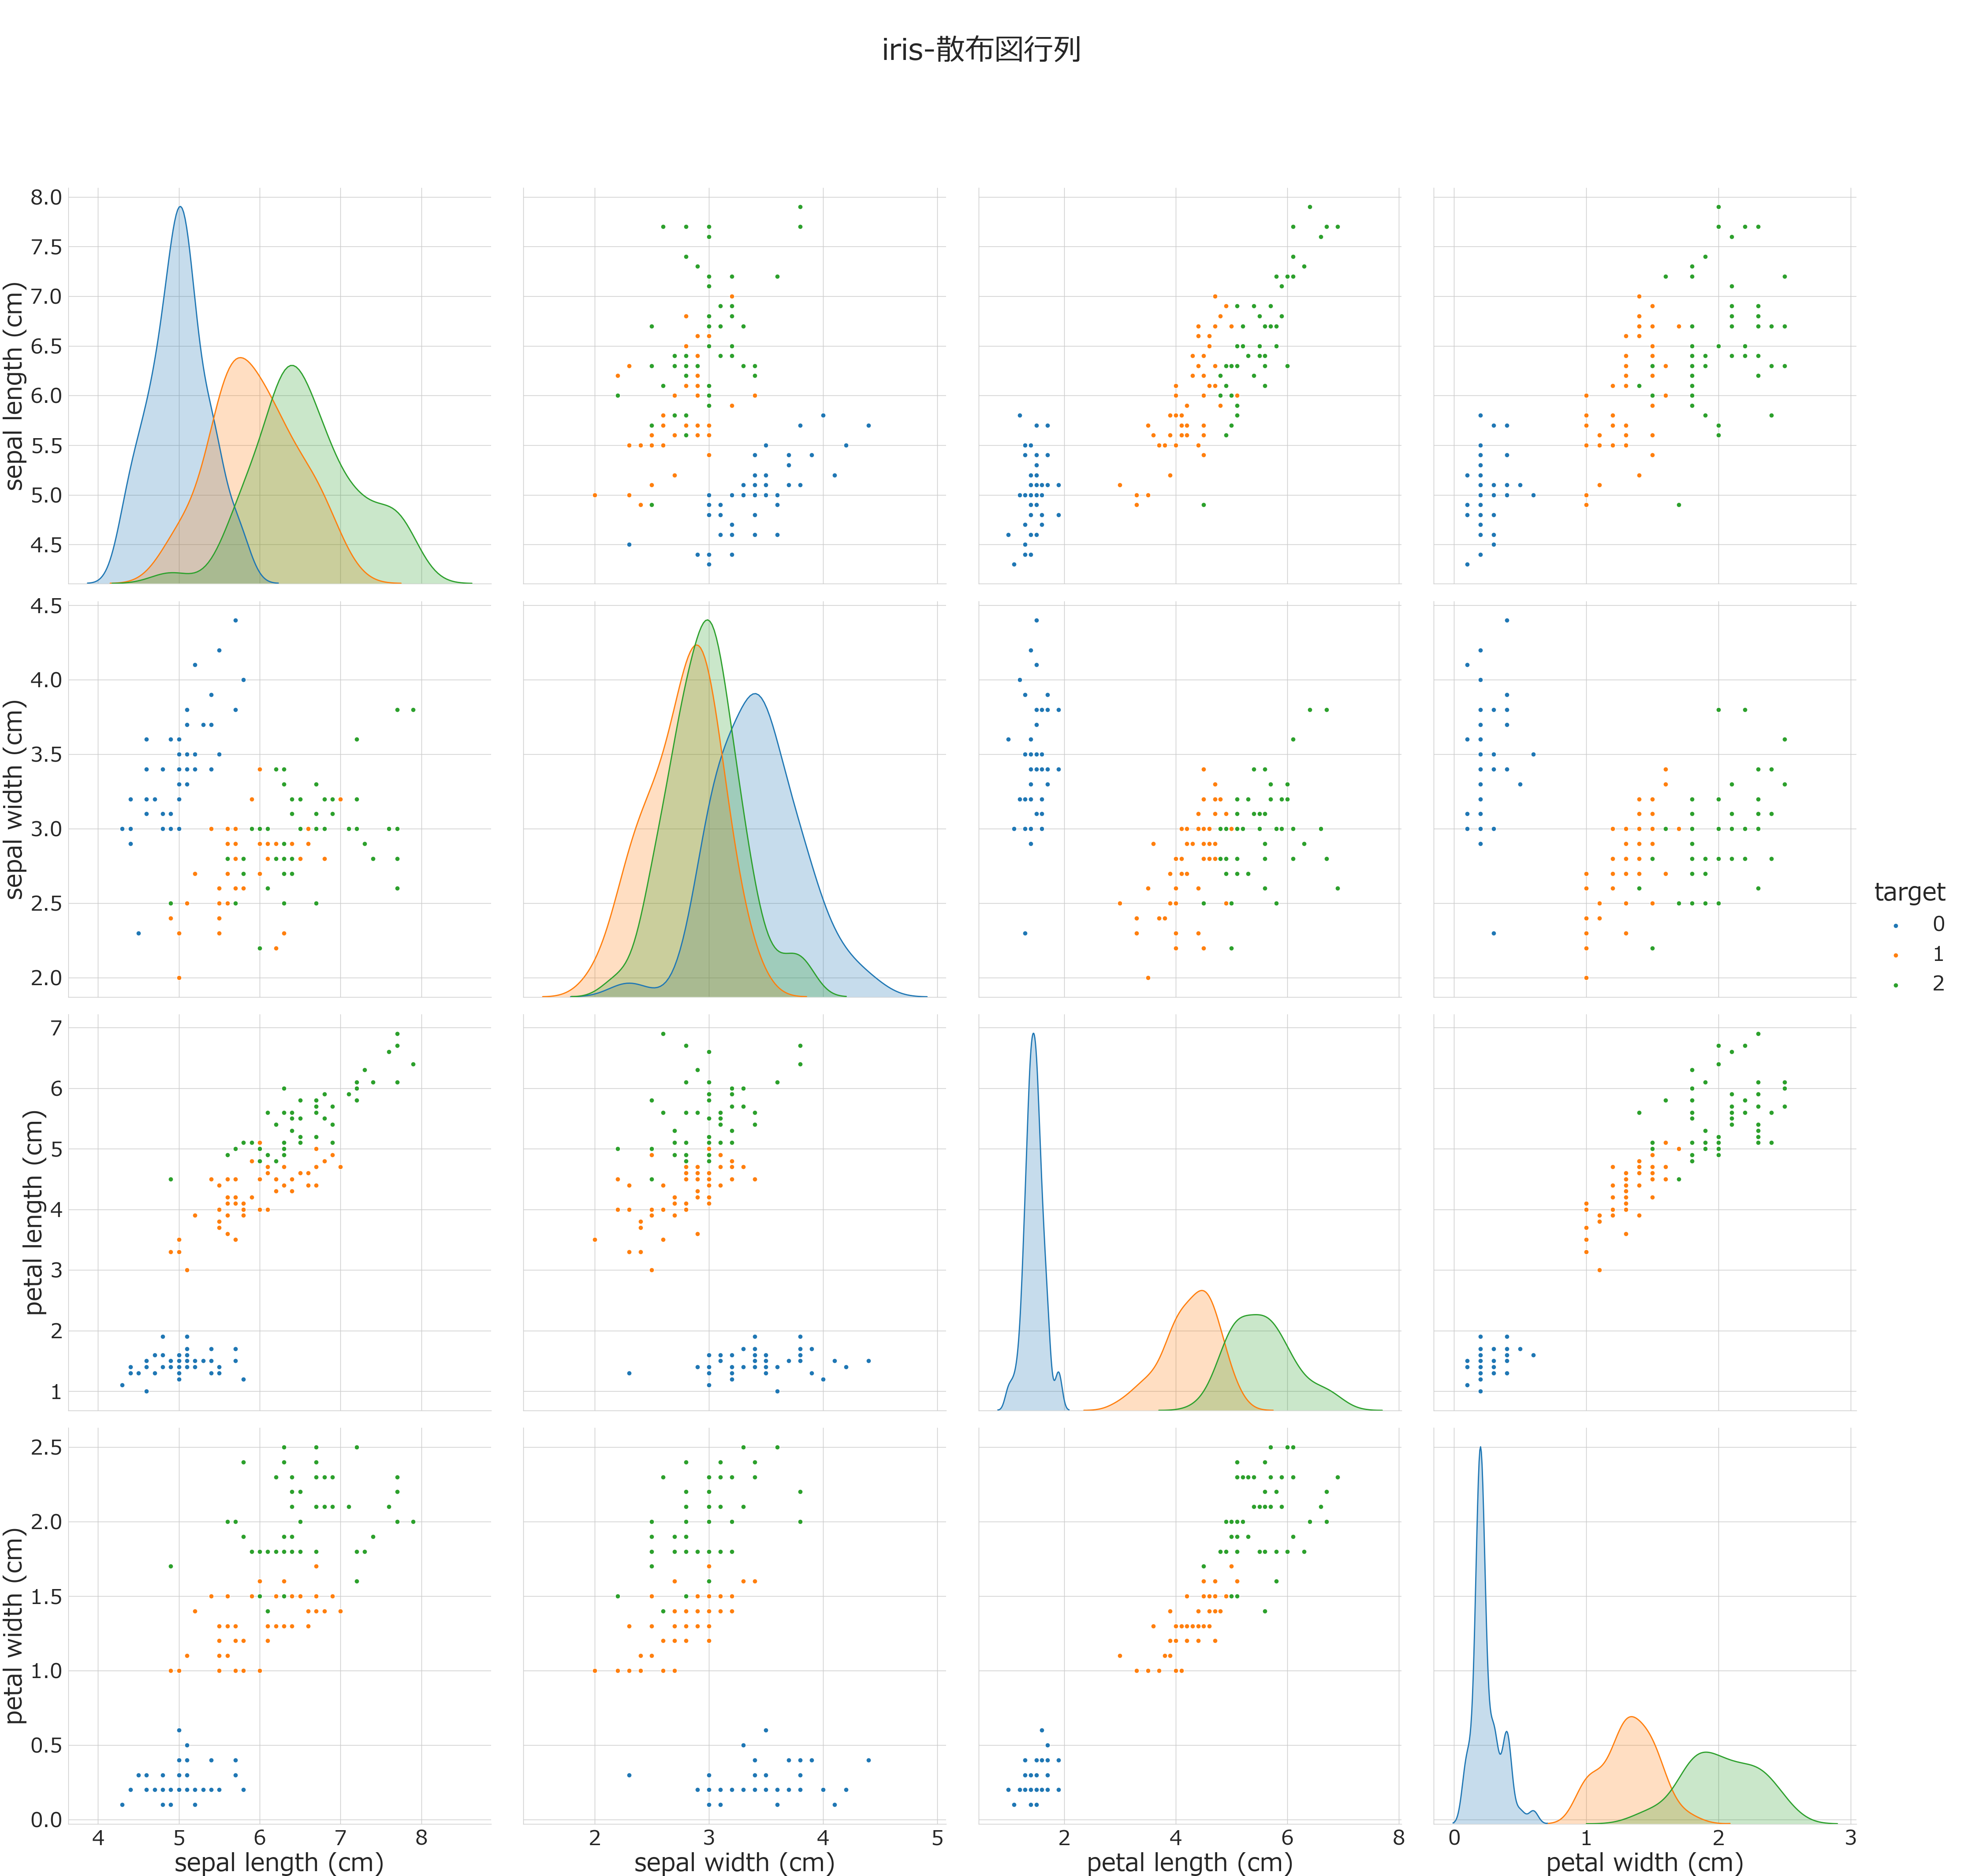 iris-散布図行列
8.0
7.5
7.0
6.5
6.0
5.5
5.0
4.5
sepal length (cm)
4.5
4.0
3.5
3.0
2.5
2.0
sepal width (cm)
7
6
5
4
3
2
1
petal length (cm)
2.5
2.0
1.5
1.0
0.5
0.0
petal width (cm)
4 5 6 7 8
sepal length (cm)
2 3 4 5
sepal width (cm)
2 4 6 8
petal length (cm)
0 1 2 3
petal width (cm)
target
0
1
2